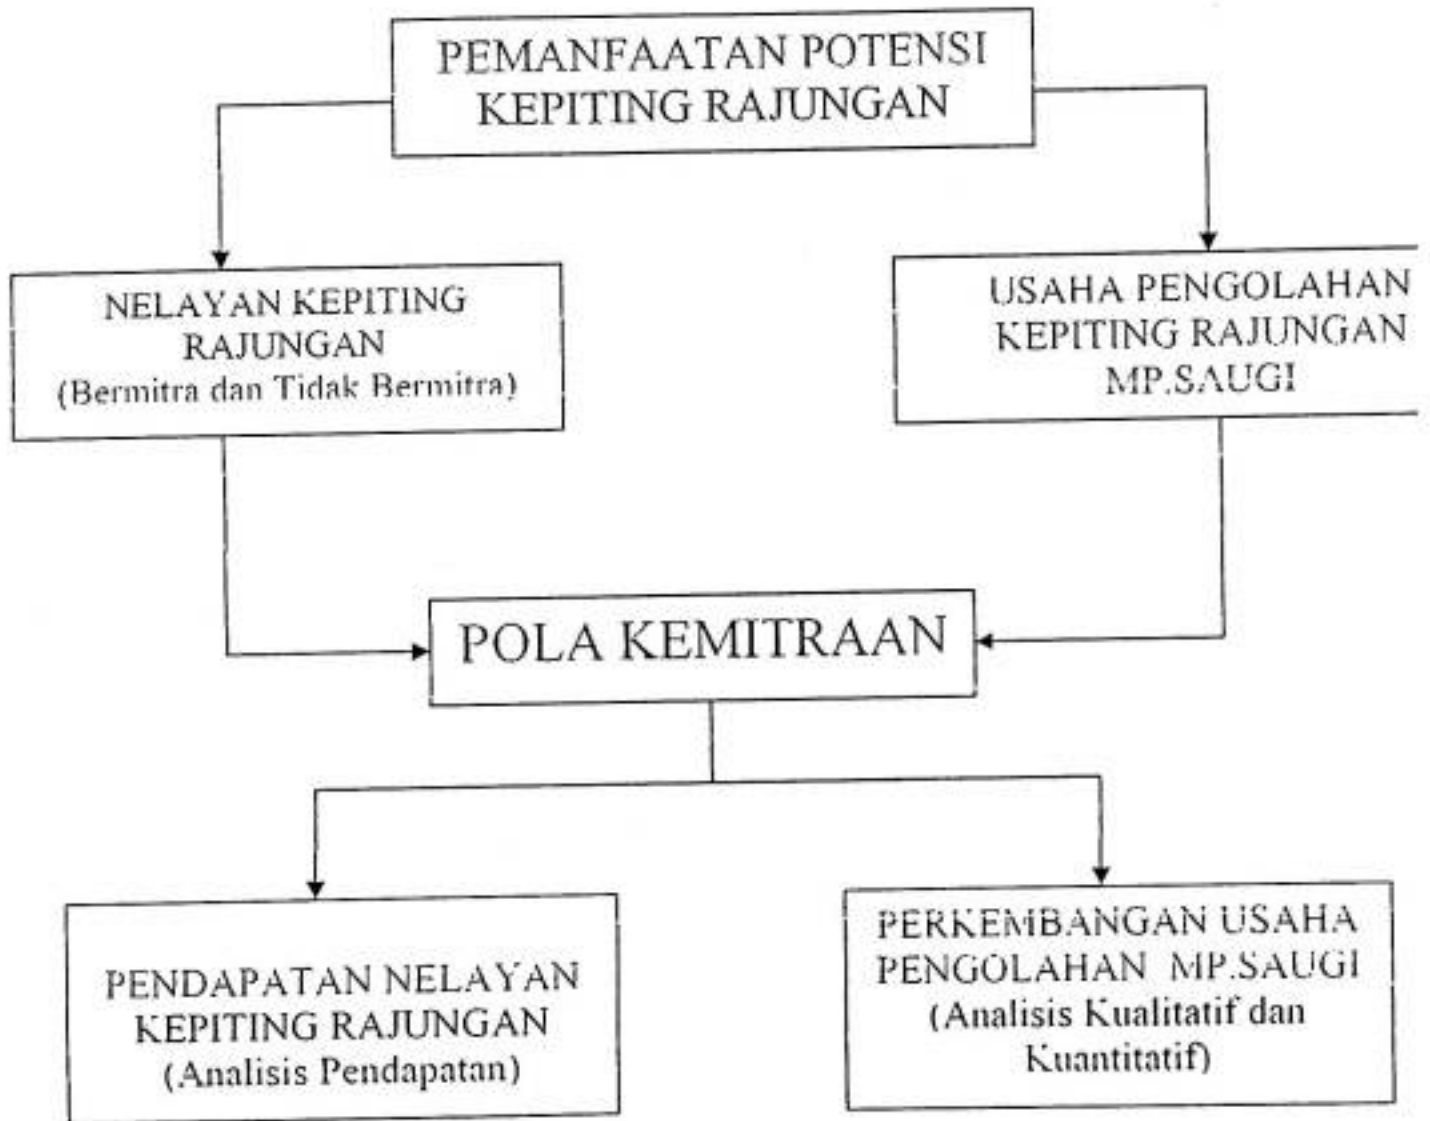 PEMANFAATAN POTENSI
KEPITING RAJUNGAN
NELAYAN KEPITING
RAJUNGAN
(Bermitra dan Tidak Bermitra)
USAHA PENGOLAHAN
KEPITING RAJUNGAN
MP.SAUGI
POLA KEMITRAAN
PENDAPATAN NELAYAN
KEPITING RAJUNGAN
(Analisis Pendapatan)
PERKEMBANGAN USAHA
PENGOLAHAN MP.SAUGI
(Analisis Kualitatif dan
Kuantitatif)